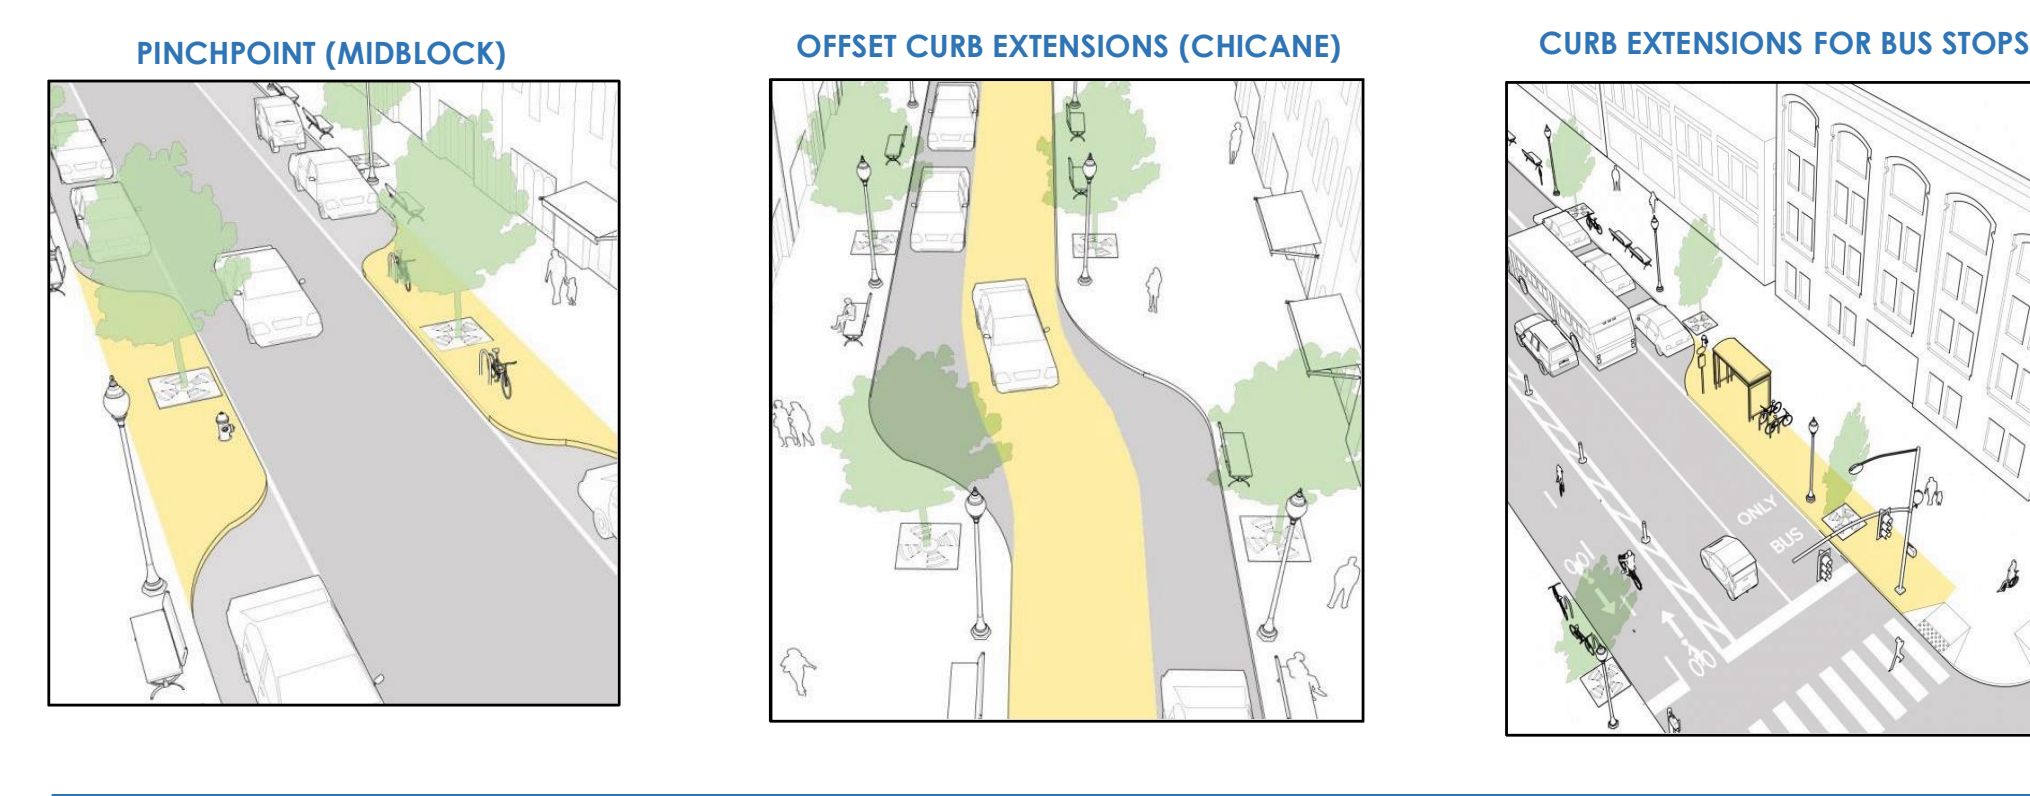 PINCHPOINT (MIDBLOCK)
OFFSET CURB EXTENSIONS (CHICANE)
CURB EXTENSIONS FOR BUS STOPS
ONLY
BUS